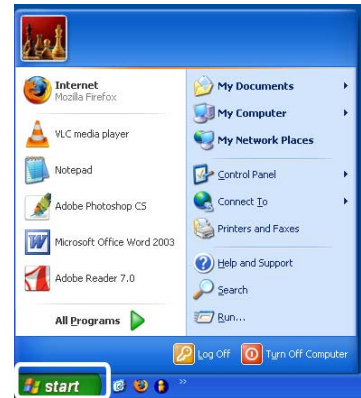 Internet
Mozilla Firefox
VLC media player
Notepad
Adobe Photoshop CS
Microsoft Office Word 2003
Adobe Reader 7.0
All Programs
My Documents
My Computer
My Network Places
Control Panel
Connect To
Printers and Faxes
Help and Support
Search
Run...
Log Off
Turn Off Computer
start
»